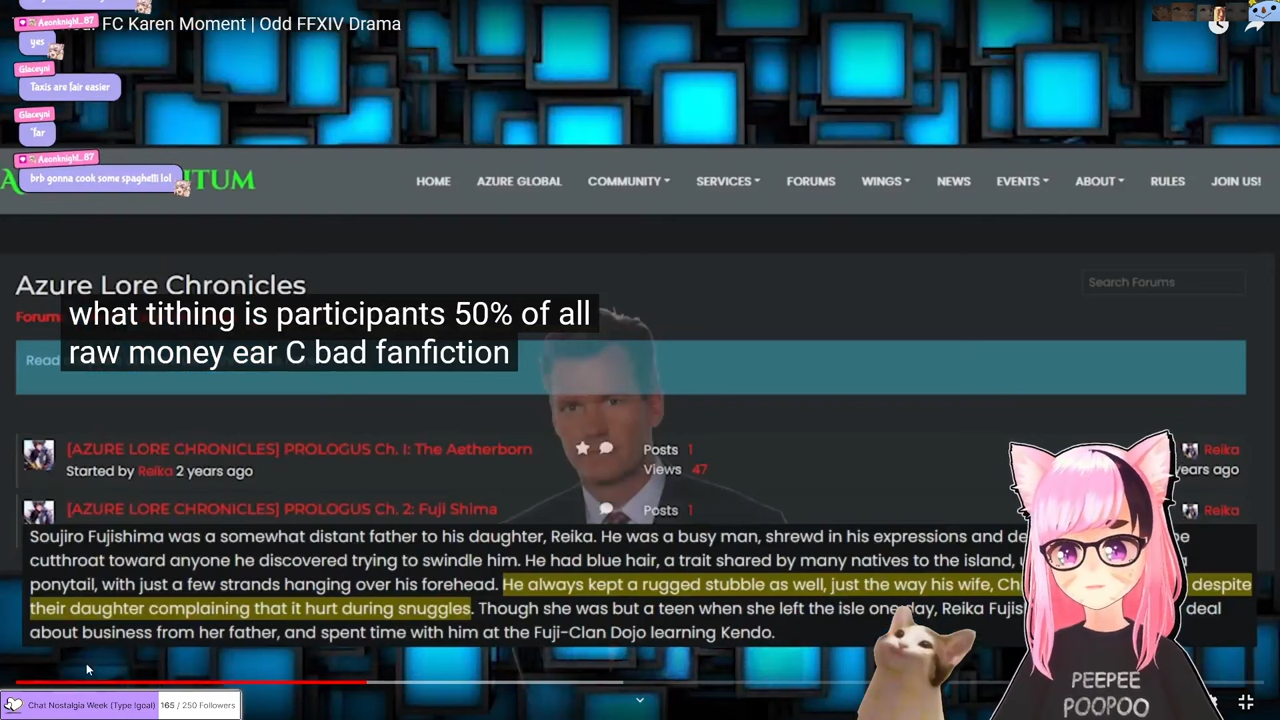 Aeonknight_87
FC Karen Moment | Odd FFXIV Drama
yes
Glaceyni
Taxis are fair easier
Glaceyni
*far
Aeonknight_87
brb gonna cook some spaghelli lol
A
ITUM
HOME
AZURE GLOBAL
COMMUNITY
SERVICES
FORUMS
WINGS
NEWS
EVENTS
ABOUT
RULES
JOIN US!
Azure Lore Chronicles
Search Forums
Forum
what tithing is participants 50% of all
raw money ear C bad fanfiction
Read
[AZURE LORE CHRONICLES] PROLOGUS Ch. I: The Aetherborn
Posts 1
Reika
Started by Reika 2 years ago
Views 47
years ago
[AZURE LORE CHRONICLES] PROLOGUS Ch. 2: Fuji Shima
Posts 1
Reika
Soujiro Fujishima was a somewhat distant father to his daughter, Reika. He was a busy man, shrewd in his expressions and de
cutthroat toward anyone he discovered trying to swindle him. He had blue hair, a trait shared by many natives to the island, u
ponytail, with just a few strands hanging over his forehead. He always kept a rugged stubble as well, just the way his wife, Ch despite
their daughter complaining that it hurt during snuggles. Though she was but a teen when she left the isle one day, Reika Fujis deal
about business from her father, and spent time with him at the Fuji-Clan Dojo learning Kendo.
PEEPEE
POOPOO
Chat Nostalgia Week (Type !goal) 165 / 250 Followers